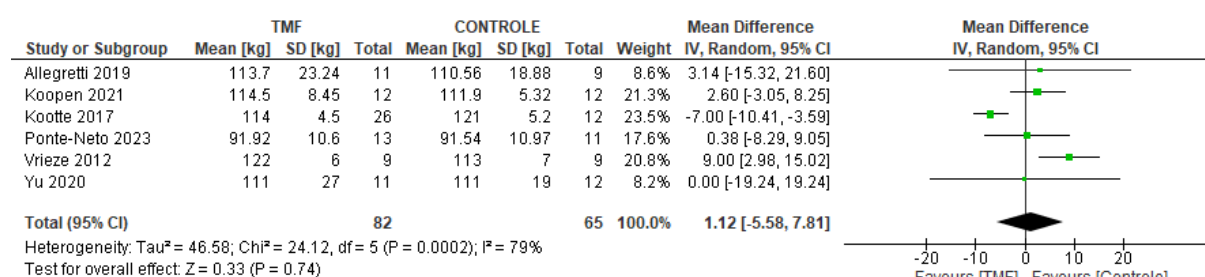 TMF CONTROLE Mean Difference Mean Difference
Study or Subgroup Mean [kg] SD [kg] Total Mean [kg] SD [kg] Total Weight IV, Random, 95% CI IV, Random, 95% CI
Allegretti 2019 113.7 23.24 11 110.56 18.88 9 8.6% 3.14 [-15.32, 21.60]
Koopen 2021 114.5 8.45 12 111.9 5.32 12 21.3% 2.60 [-3.05, 8.25]
Kootte 2017 114 4.5 26 121 5.2 12 23.5% -7.00 [-10.41, -3.59]
Ponte-Neto 2023 91.92 10.6 13 91.54 10.97 11 17.6% 0.38 [-8.29, 9.05]
Vrieze 2012 122 6 9 113 7 9 20.8% 9.00 [2.98, 15.02]
Yu 2020 111 27 11 111 19 12 8.2% 0.00 [-19.24, 19.24]
Total (95% CI) 82 65 100.0% 1.12 [-5.58, 7.81]
Heterogeneity: Tau² = 46.58; Chi² = 24.12, df = 5 (P = 0.0002); I² = 79%
Test for overall effect: Z = 0.33 (P = 0.74)
-20 -10 0 10 20
Favours [TMF] Favours [Controle]